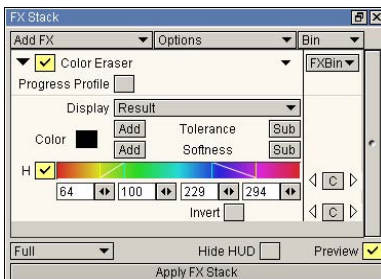 FX Stack
Add FX Options Bin
Color Eraser FXBin
Progress Profile
Display Result
Color Add Tolerance Sub
Add Softness Sub
H
64 100 229 294 C
Invert C
Full Hide HUD Preview
Apply FX Stack